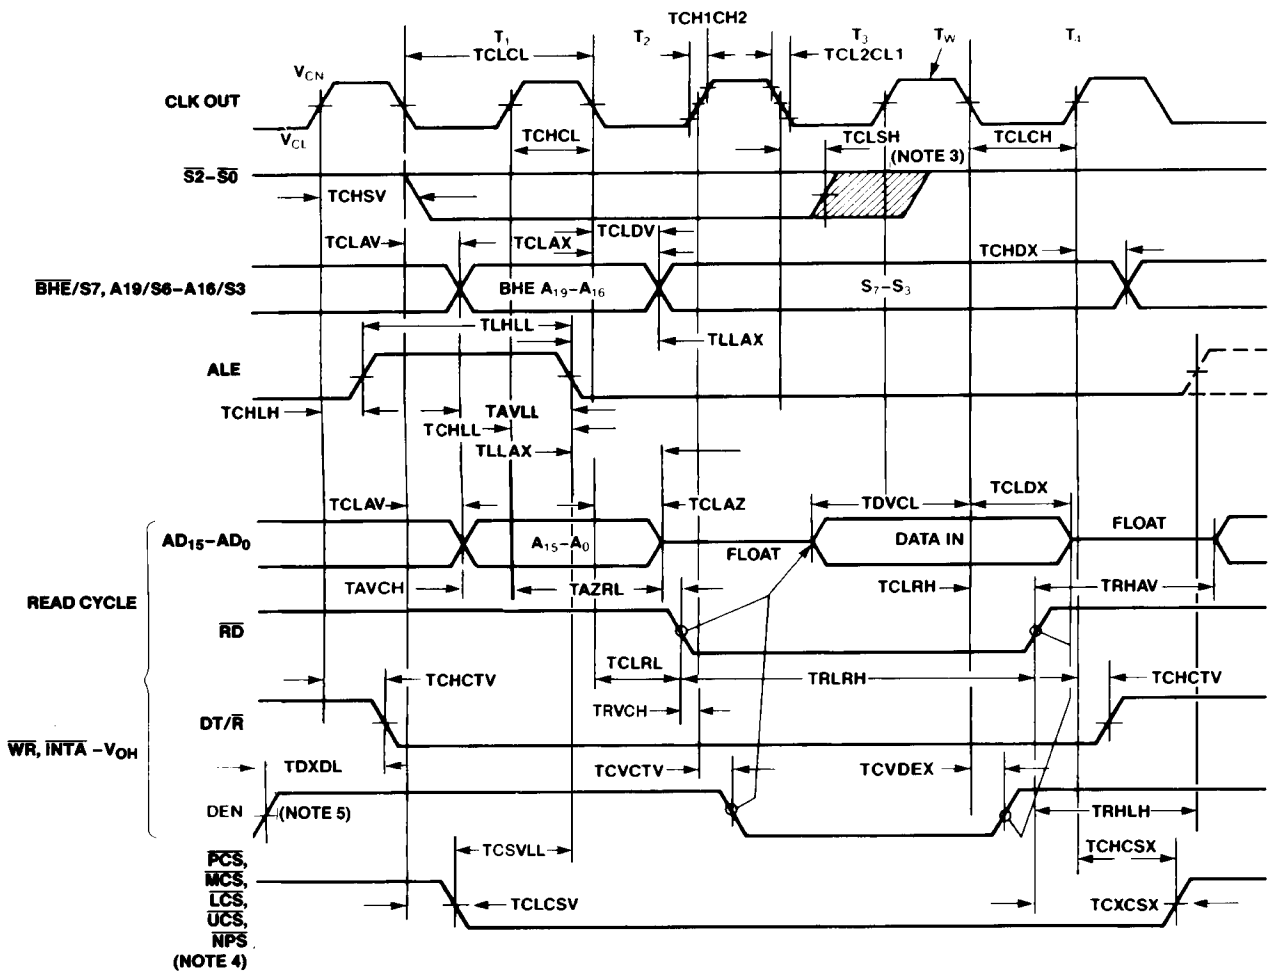 TCH1CH2
T1 T2 T3 TW T4
TCLCL TCL2CL1
VCN
CLK OUT
VCL
TCHCL TCLSH TCLCH
(NOTE 3)
S2–S0
TCHSV
TCLAV TCLAX TCLDV TCHDX
BHE/S7, A19/S6–A16/S3 BHE A19–A16 S7–S3
TLHLL TLLAX
ALE
TCHLH TAVLL
TCHLL
TLLAX
TCLAV TCLAZ TDVCL TCLDX
AD15–AD0 A15–A0 FLOAT DATA IN FLOAT
TAVCH TAZRL TCLRH TRHAV
READ CYCLE
RD
TCLRL TRLRH TCHCTV
TCHCTV
TRVCH
DT/R
WR, INTA –VOH
TDXDL TCVCTV TCVDEX
DEN (NOTE 5) TRHLH
TCSVLL TCHCSX
PCS,
MCS,
LCS, TCLCSV TCXCSX
UCS,
NPS
(NOTE 4)